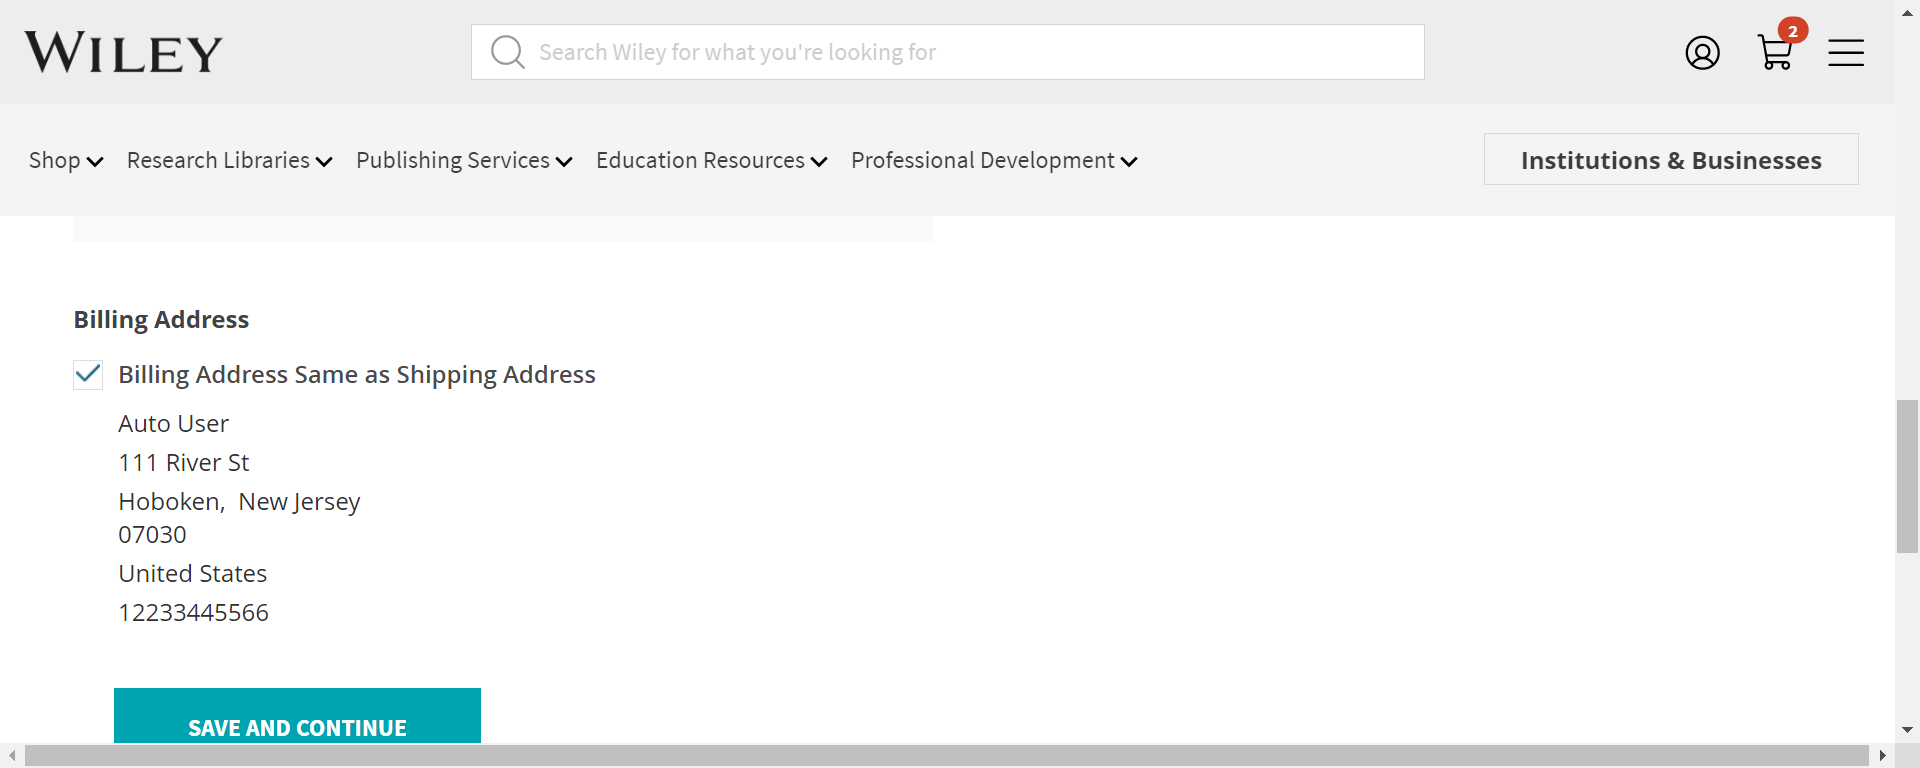 WILEY
Search Wiley for what you're looking for
2
Shop Research Libraries Publishing Services Education Resources Professional Development Institutions & Businesses
Billing Address
Billing Address Same as Shipping Address
Auto User
111 River St
Hoboken,  New Jersey
07030
United States
12233445566
SAVE AND CONTINUE